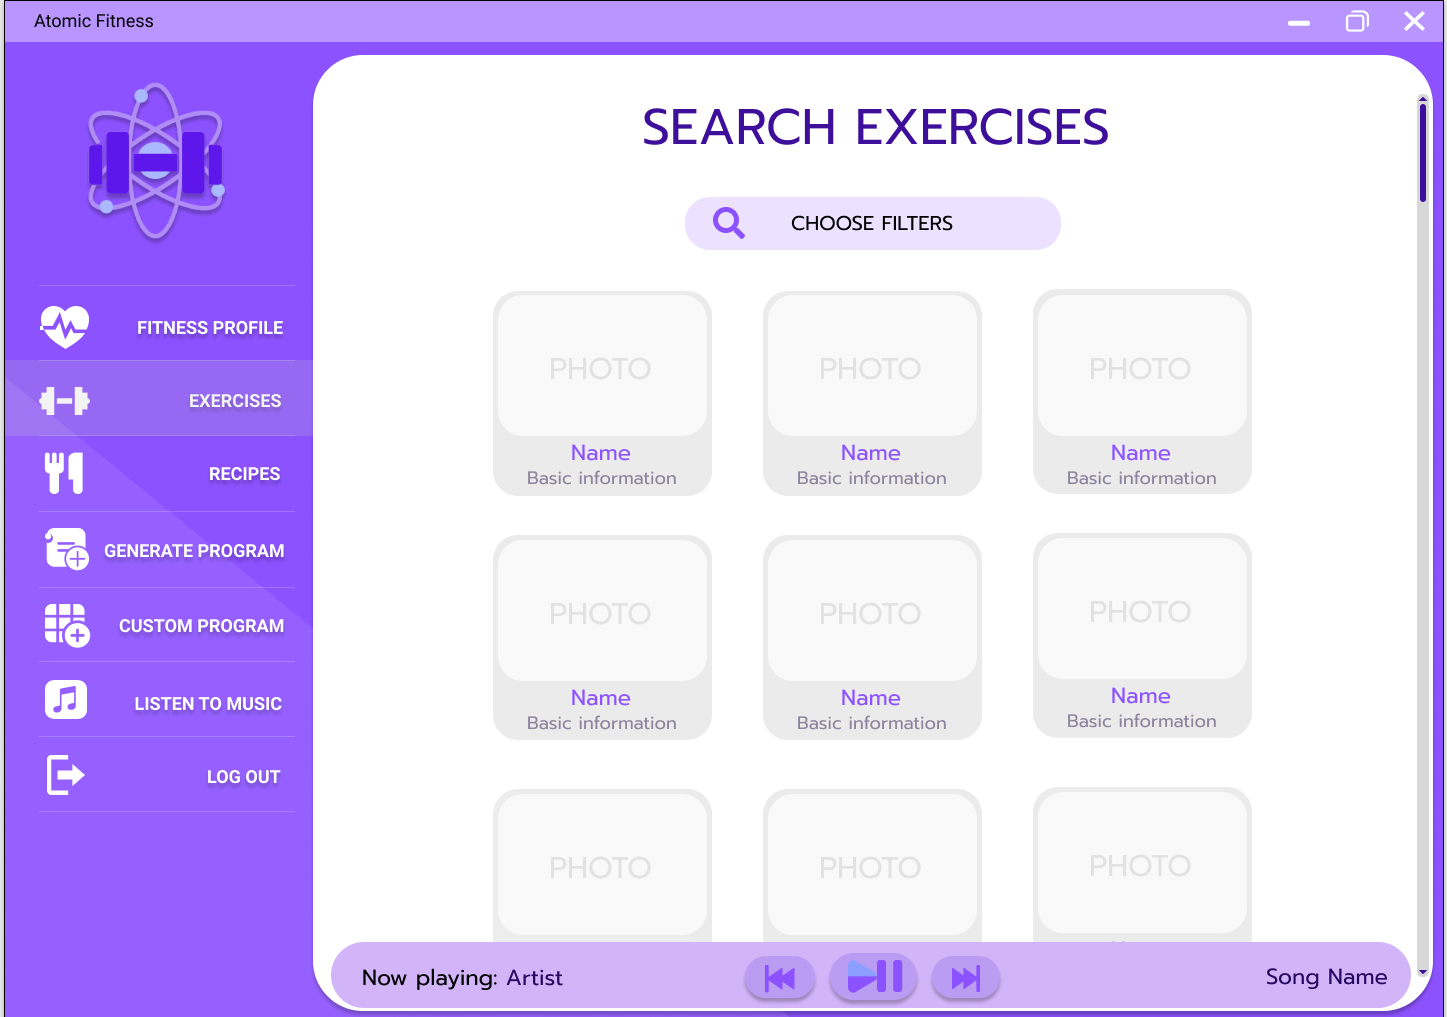 Atomic Fitness
FITNESS PROFILE
EXERCISES
RECIPES
GENERATE PROGRAM
CUSTOM PROGRAM
LISTEN TO MUSIC
LOG OUT
SEARCH EXERCISES
CHOOSE FILTERS
PHOTO PHOTO PHOTO
Name Name Name
Basic information Basic information Basic information
PHOTO PHOTO PHOTO
Name Name Name
Basic information Basic information Basic information
PHOTO PHOTO PHOTO
Now playing: Artist Song Name